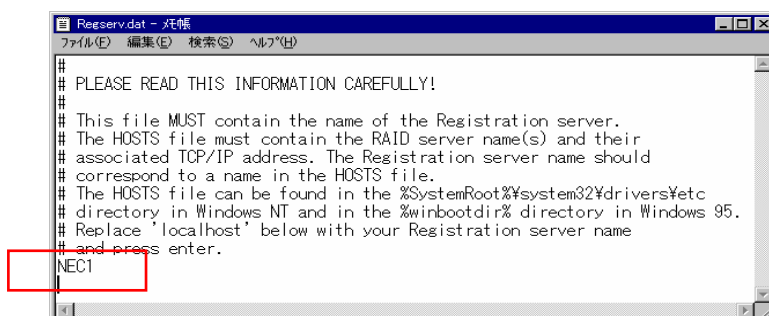 Regserv.dat - メモ帳
ファイル(F) 編集(E) 検索(S) ヘルプ(H)
#
# PLEASE READ THIS INFORMATION CAREFULLY!
#
# This file MUST contain the name of the Registration server.
# The HOSTS file must contain the RAID server name(s) and their
# associated TCP/IP address. The Registration server name should
# correspond to a name in the HOSTS file.
# The HOSTS file can be found in the %SystemRoot%¥system32¥drivers¥etc
# directory in Windows NT and in the %winbootdir% directory in Windows 95.
# Replace 'localhost' below with your Registration server name
# and press enter.
NEC1